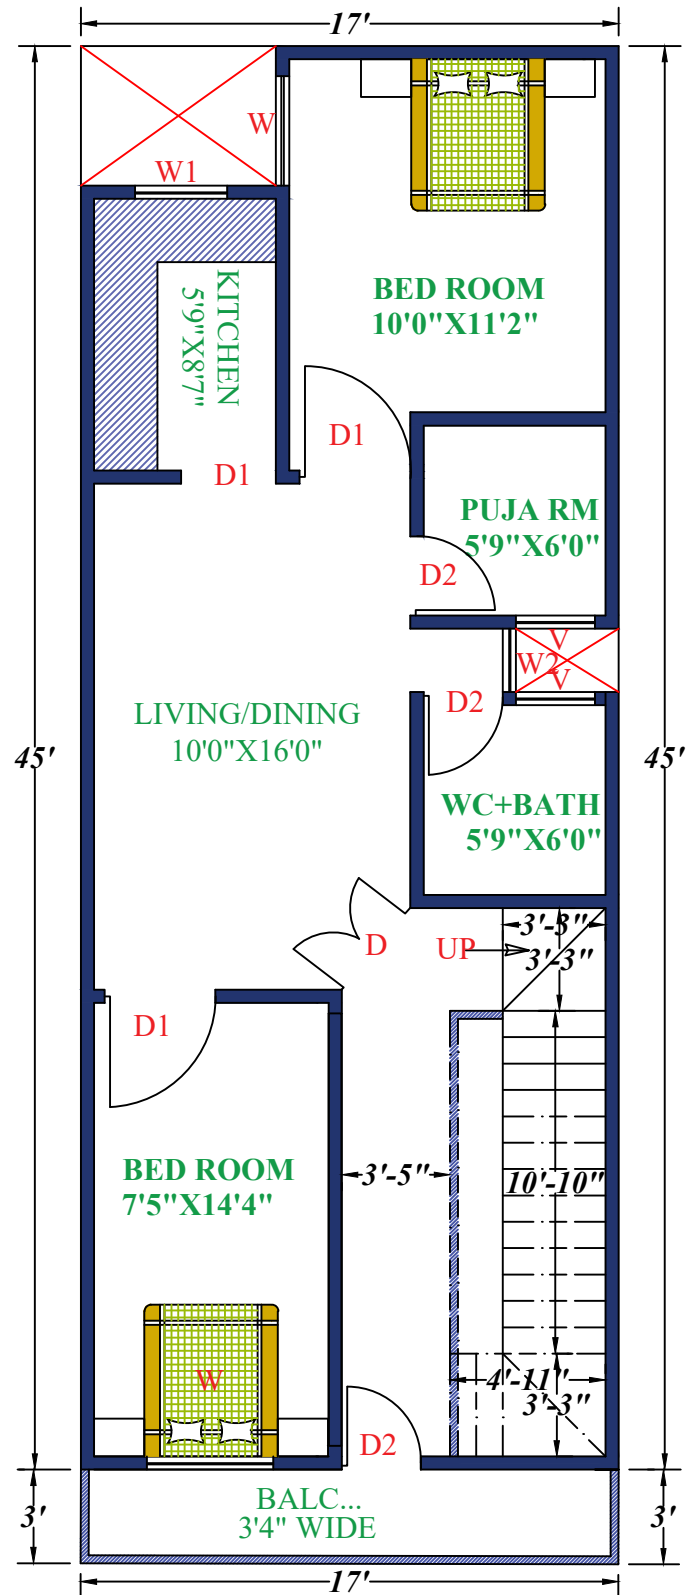 17'
W
W1
BED ROOM
10'0"X11'2"
KITCHEN
5'9"X8'7"
D1
D1
PUJA RM
5'9"X6'0"
D2
V
W2
V
D2
LIVING/DINING
10'0"X16'0"
45'
45'
WC+BATH
5'9"X6'0"
D
UP
3'-3"
3'-3"
D1
BED ROOM
7'5"X14'4"
3'-5"
10'-10"
W
4'-11"
3'-3"
D2
BALC...
3'4" WIDE
3'
3'
17'